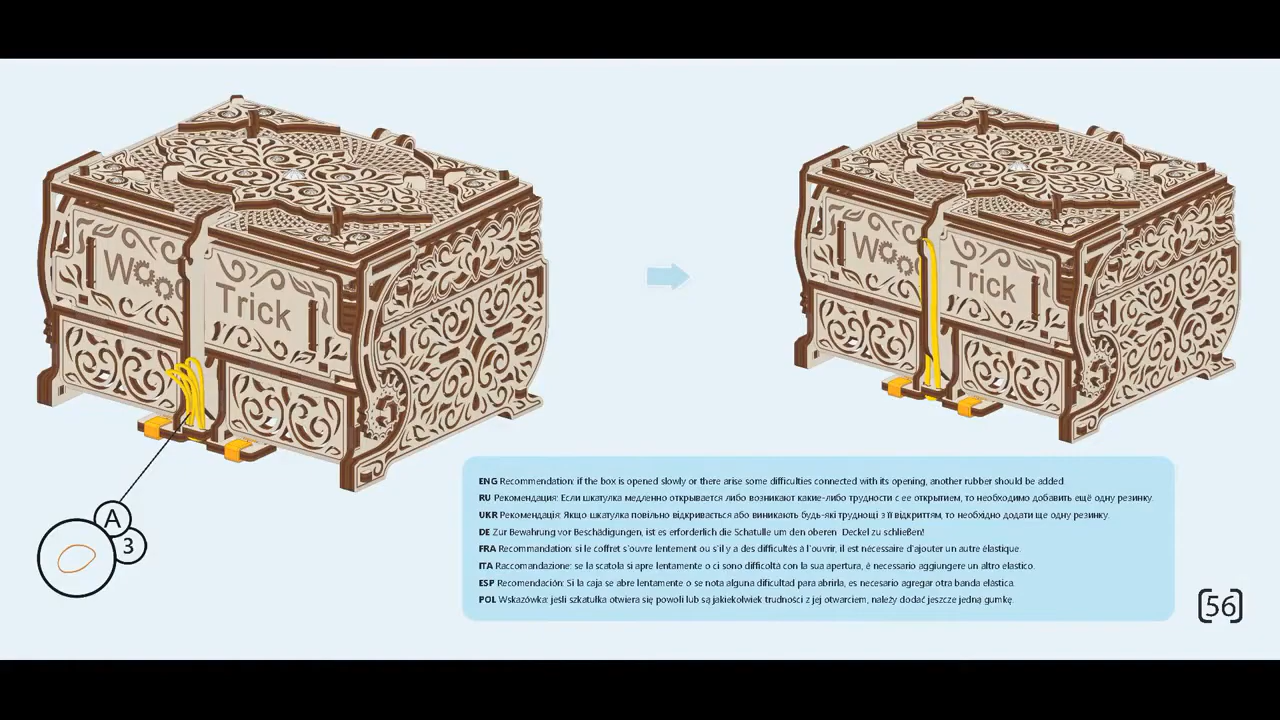 Woo
Trick
Woo
Trick
A
3
ENG Recommendation: if the box is opened slowly or there arise some difficulties connected with its opening, another rubber should be added.
RU Рекомендация: Если шкатулка медленно открывается либо возникают какие-либо трудности с ее открытием, то необходимо добавить ещё одну резинку.
UKR Рекомендація: Якщо шкатулка повільно відкривається або виникають будь-які труднощі з її відкриттям, то необхідно додати ще одну резинку.
DE Zur Bewahrung vor Beschädigungen, ist es erforderlich die Schatulle um den oberen Deckel zu schließen!
FRA Recommandation: si le coffret s'ouvre lentement ou s'il y a des difficultés à l'ouvrir, il est nécessaire d'ajouter un autre élastique.
ITA Raccomandazione: se la scatola si apre lentamente o ci sono difficoltà con la sua apertura, è necessario aggiungere un altro elastico.
ESP Recomendación: Si la caja se abre lentamente o se nota alguna dificultad para abrirla, es necesario agregar otra banda elástica.
POL Wskazówka: jeśli szkatułka otwiera się powoli lub są jakiekolwiek trudności z jej otwarciem, należy dodać jeszcze jedną gumkę.
[56]